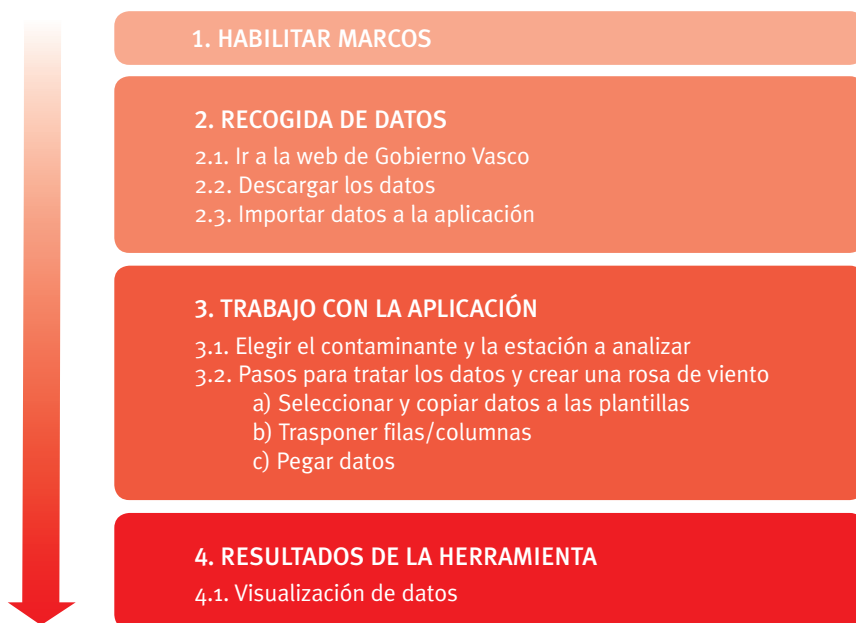 1. HABILITAR MARCOS
2. RECOGIDA DE DATOS
2.1. Ir a la web de Gobierno Vasco
2.2. Descargar los datos
2.3. Importar datos a la aplicación
3. TRABAJO CON LA APLICACIÓN
3.1. Elegir el contaminante y la estación a analizar
3.2. Pasos para tratar los datos y crear una rosa de viento
a) Seleccionar y copiar datos a las plantillas
b) Trasponer filas/columnas
c) Pegar datos
4. RESULTADOS DE LA HERRAMIENTA
4.1. Visualización de datos